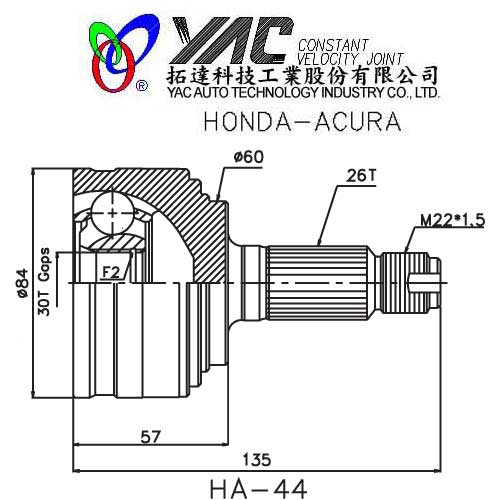 YAC
CONSTANT
VELOCITY JOINT
®
拓達科技工業股份有限公司
YAC AUTO TECHNOLOGY INDUSTRY CO., LTD.
HONDA-ACURA
ø60
26T
M22*1,5
ø84
30T Gaps
F2
57
135
HA-44